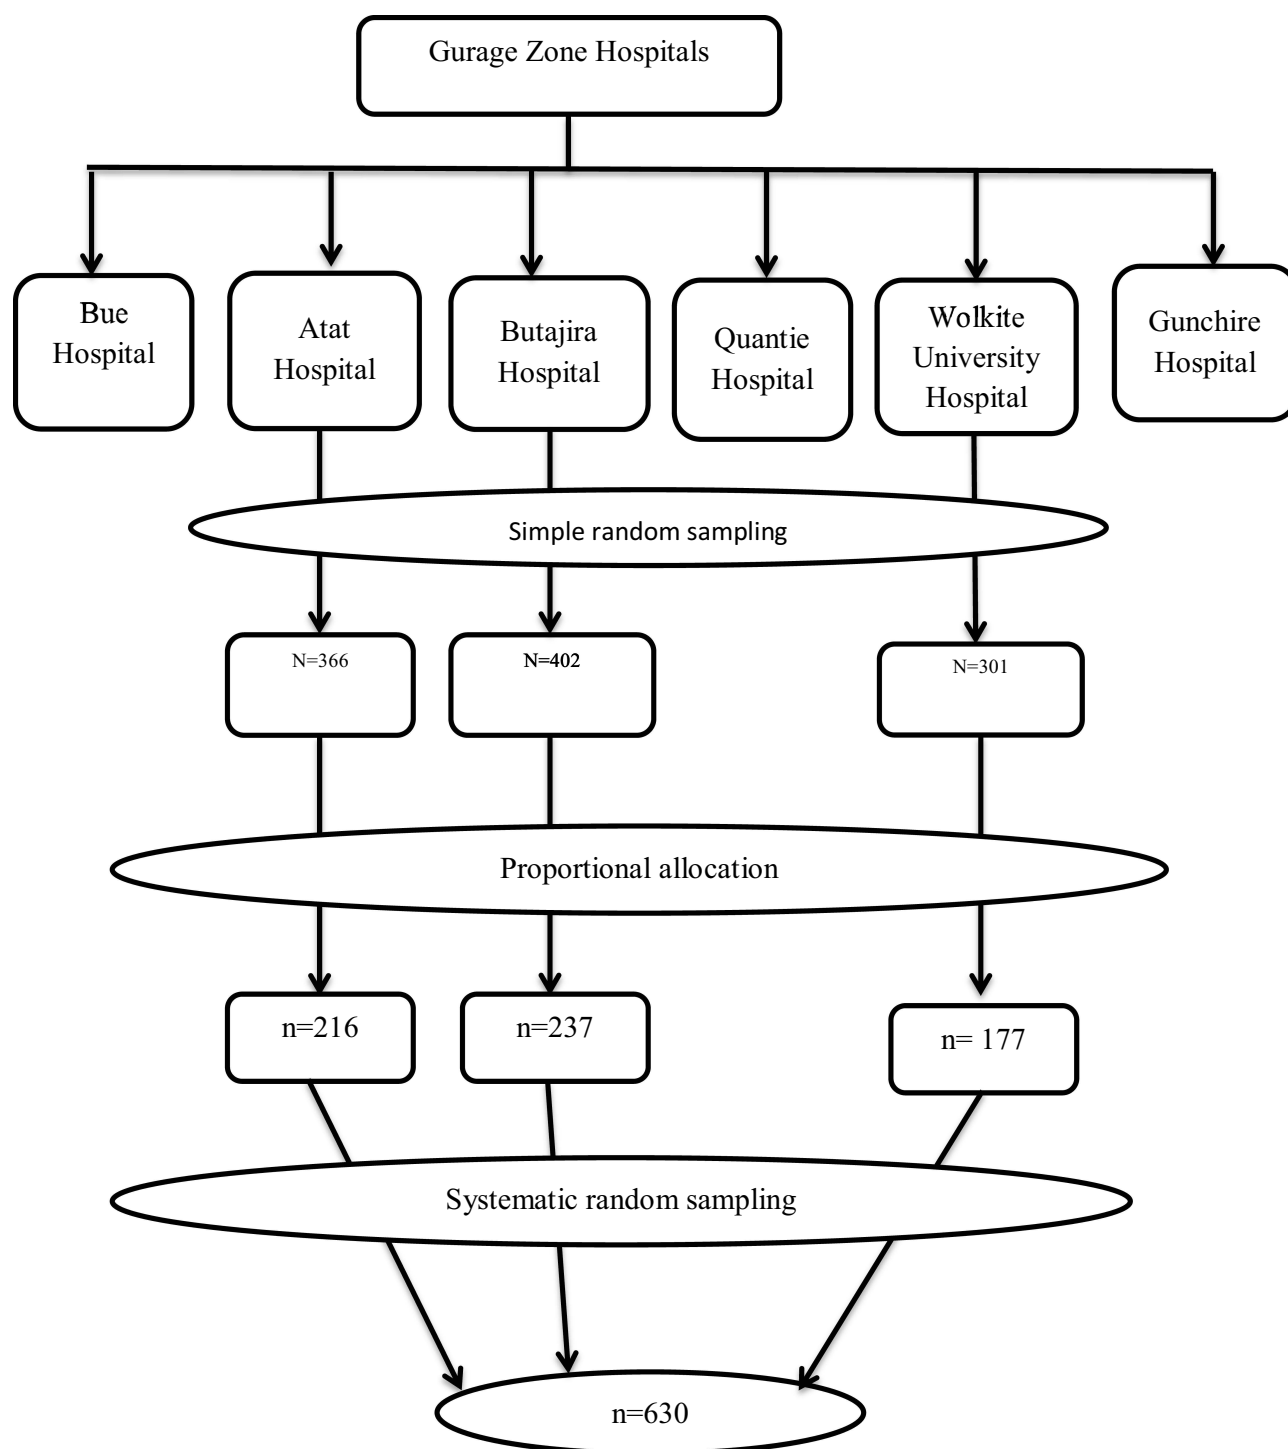 Gurage Zone Hospitals
Bue
Hospital
Atat
Hospital
Butajira
Hospital
Quantie
Hospital
Wolkite
University
Hospital
Gunchire
Hospital
Simple random sampling
N=366
N=402
N=301
Proportional allocation
n=216
n=237
n= 177
Systematic random sampling
n=630